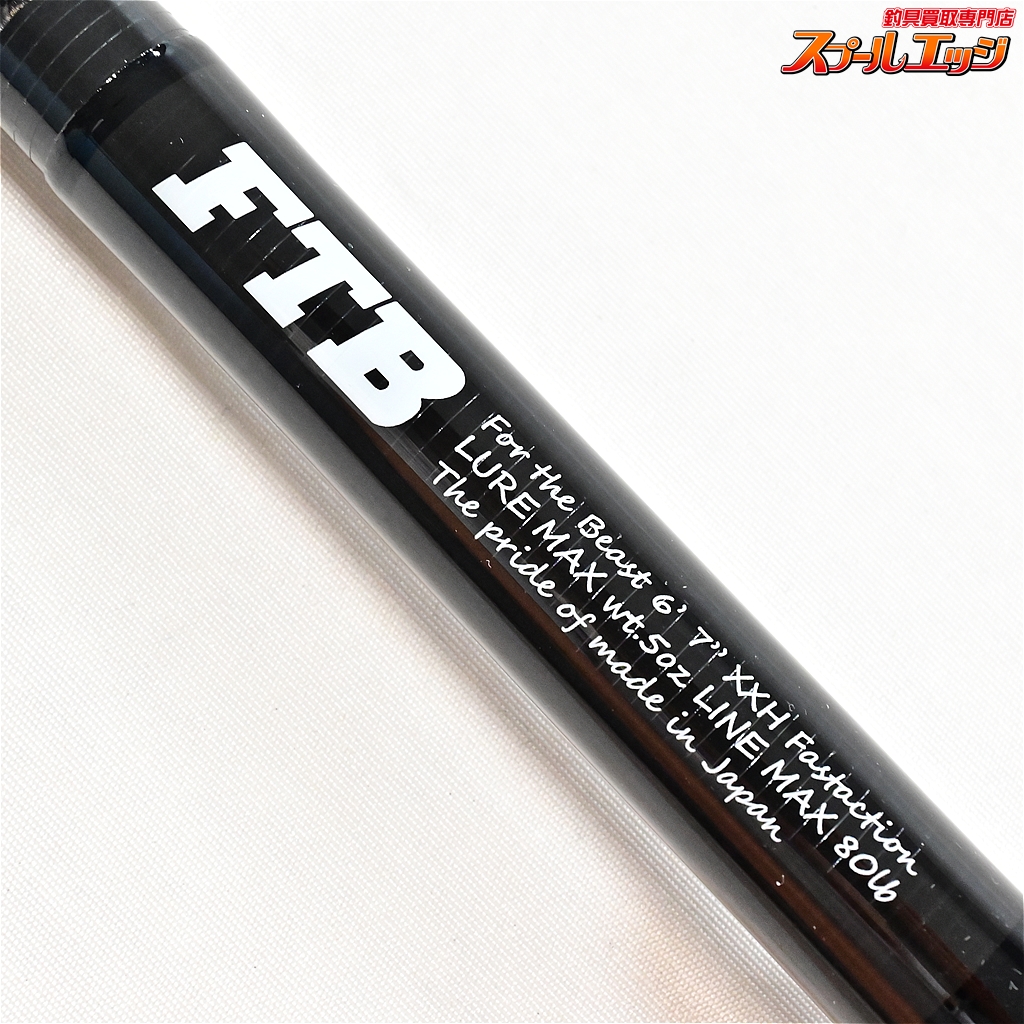 釣具買取専門店
スプールエッジ
FTB
For the Beast 6' 7" XXH Fastaction
LURE MAX wt.5oz LINE MAX 80lb
The pride of made in Japan